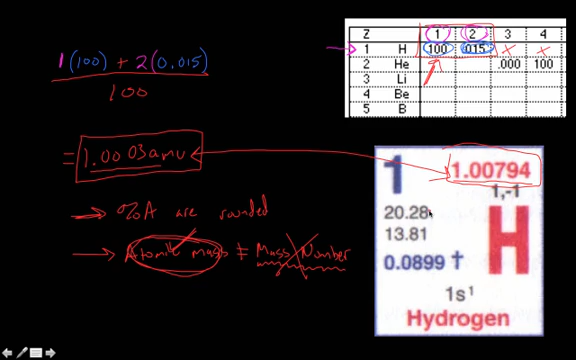 1(100) + 2(0.015)
100
= 1.0003amu
→ %A are rounded
→ Atomic mass ≠ Mass Number
Z 1 2 3 4
1 H 100 .015 × ×
2 He .000 100
3 Li
4 Be
5 B
1 1.00794
1,-1
20.28
13.81
0.0899 † H
1s¹
Hydrogen